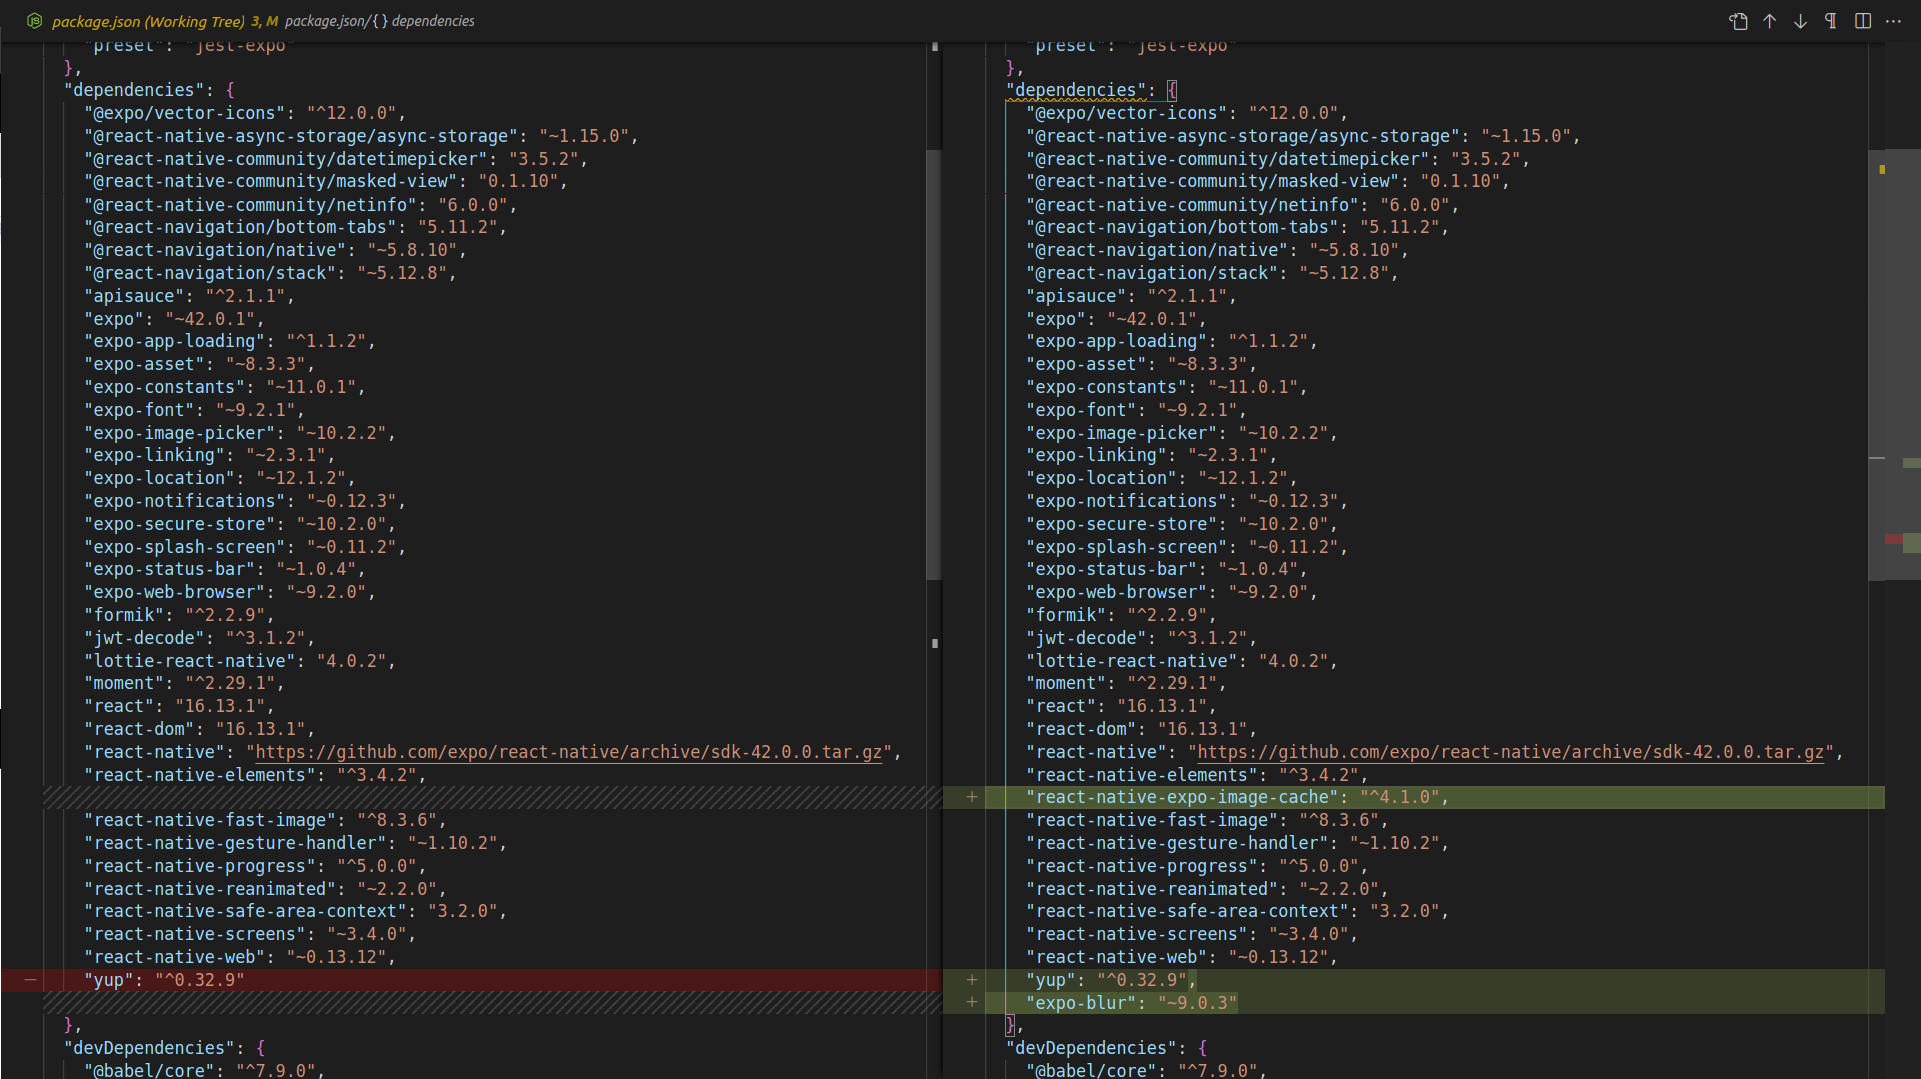 package.json (Working Tree) 3, M package.json/{ } dependencies
"preset": "jest-expo"
},
"dependencies": {
"@expo/vector-icons": "^12.0.0",
"@react-native-async-storage/async-storage": "~1.15.0",
"@react-native-community/datetimepicker": "3.5.2",
"@react-native-community/masked-view": "0.1.10",
"@react-native-community/netinfo": "6.0.0",
"@react-navigation/bottom-tabs": "5.11.2",
"@react-navigation/native": "~5.8.10",
"@react-navigation/stack": "~5.12.8",
"apisauce": "^2.1.1",
"expo": "~42.0.1",
"expo-app-loading": "^1.1.2",
"expo-asset": "~8.3.3",
"expo-constants": "~11.0.1",
"expo-font": "~9.2.1",
"expo-image-picker": "~10.2.2",
"expo-linking": "~2.3.1",
"expo-location": "~12.1.2",
"expo-notifications": "~0.12.3",
"expo-secure-store": "~10.2.0",
"expo-splash-screen": "~0.11.2",
"expo-status-bar": "~1.0.4",
"expo-web-browser": "~9.2.0",
"formik": "^2.2.9",
"jwt-decode": "^3.1.2",
"lottie-react-native": "4.0.2",
"moment": "^2.29.1",
"react": "16.13.1",
"react-dom": "16.13.1",
"react-native": "https://github.com/expo/react-native/archive/sdk-42.0.0.tar.gz",
"react-native-elements": "^3.4.2",
"react-native-fast-image": "^8.3.6",
"react-native-gesture-handler": "~1.10.2",
"react-native-progress": "^5.0.0",
"react-native-reanimated": "~2.2.0",
"react-native-safe-area-context": "3.2.0",
"react-native-screens": "~3.4.0",
"react-native-web": "~0.13.12",
— "yup": "^0.32.9"
},
"devDependencies": {
"@babel/core": "^7.9.0",
"preset": "jest-expo"
},
"dependencies": {
"@expo/vector-icons": "^12.0.0",
"@react-native-async-storage/async-storage": "~1.15.0",
"@react-native-community/datetimepicker": "3.5.2",
"@react-native-community/masked-view": "0.1.10",
"@react-native-community/netinfo": "6.0.0",
"@react-navigation/bottom-tabs": "5.11.2",
"@react-navigation/native": "~5.8.10",
"@react-navigation/stack": "~5.12.8",
"apisauce": "^2.1.1",
"expo": "~42.0.1",
"expo-app-loading": "^1.1.2",
"expo-asset": "~8.3.3",
"expo-constants": "~11.0.1",
"expo-font": "~9.2.1",
"expo-image-picker": "~10.2.2",
"expo-linking": "~2.3.1",
"expo-location": "~12.1.2",
"expo-notifications": "~0.12.3",
"expo-secure-store": "~10.2.0",
"expo-splash-screen": "~0.11.2",
"expo-status-bar": "~1.0.4",
"expo-web-browser": "~9.2.0",
"formik": "^2.2.9",
"jwt-decode": "^3.1.2",
"lottie-react-native": "4.0.2",
"moment": "^2.29.1",
"react": "16.13.1",
"react-dom": "16.13.1",
"react-native": "https://github.com/expo/react-native/archive/sdk-42.0.0.tar.gz",
"react-native-elements": "^3.4.2",
+ "react-native-expo-image-cache": "^4.1.0",
"react-native-fast-image": "^8.3.6",
"react-native-gesture-handler": "~1.10.2",
"react-native-progress": "^5.0.0",
"react-native-reanimated": "~2.2.0",
"react-native-safe-area-context": "3.2.0",
"react-native-screens": "~3.4.0",
"react-native-web": "~0.13.12",
+ "yup": "^0.32.9",
+ "expo-blur": "~9.0.3"
},
"devDependencies": {
"@babel/core": "^7.9.0",